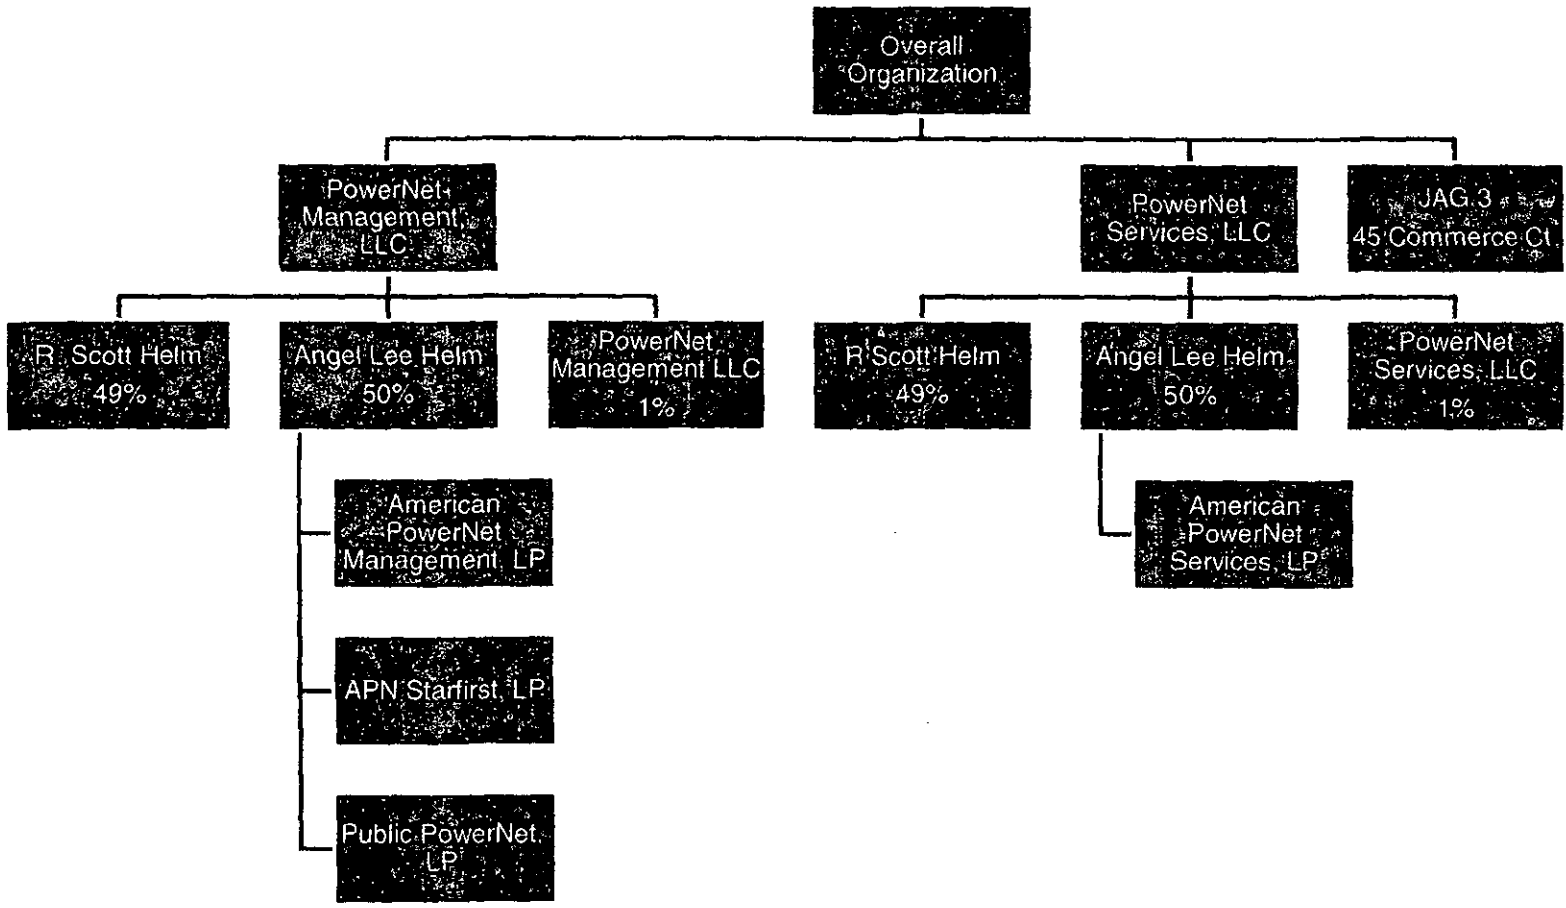 Overall
Organization
PowerNet
Management,
LLC
PowerNet
Services, LLC
JAG 3
45 Commerce Ct.
R. Scott Helm
49%
Angel Lee Helm
50%
PowerNet
Management LLC
1%
R Scott Helm
49%
Angel Lee Helm
50%
PowerNet
Services, LLC
1%
American
PowerNet
Management, LP
APN Starfirst, LP
Public PowerNet,
LP
American
PowerNet
Services, LP